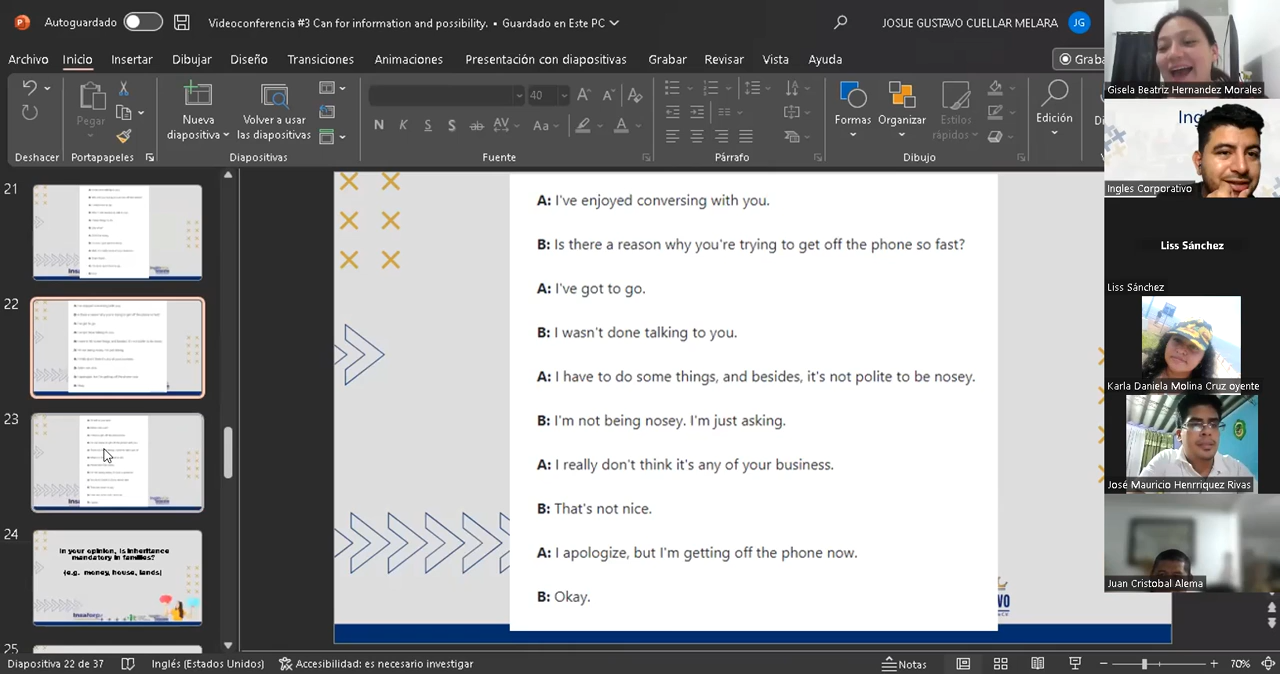 Autoguardado
Videoconferencia #3 Can for information and possibility. • Guardado en Este PC
JOSUE GUSTAVO CUELLAR MELARA
JG
Archivo Inicio Insertar Dibujar Diseño Transiciones Animaciones Presentación con diapositivas Grabar Revisar Vista Ayuda
Pegar
Nueva diapositiva
Volver a usar las diapositivas
40
N K S S ab AV Aa A
Formas
Organizar
Estilos rápidos
Edición
Deshacer
Portapapeles
Diapositivas
Fuente
Párrafo
Dibujo
21
22
23
24
In your opinion, is inheritance
mandatory in families?
(e.g. money, house, lands)
25
A: I've enjoyed conversing with you.
B: Is there a reason why you're trying to get off the phone so fast?
A: I've got to go.
B: I wasn't done talking to you.
A: I have to do some things, and besides, it's not polite to be nosey.
B: I'm not being nosey. I'm just asking.
A: I really don't think it's any of your business.
B: That's not nice.
A: I apologize, but I'm getting off the phone now.
B: Okay.
Gisela Beatriz Hernandez Morales
Ingles Corporativo
Liss Sánchez
Liss Sánchez
Karla Daniela Molina Cruz oyente
José Mauricio Henrriquez Rivas
Juan Cristobal Alema
Diapositiva 22 de 37
Inglés (Estados Unidos)
Accesibilidad: es necesario investigar
Notas
70%